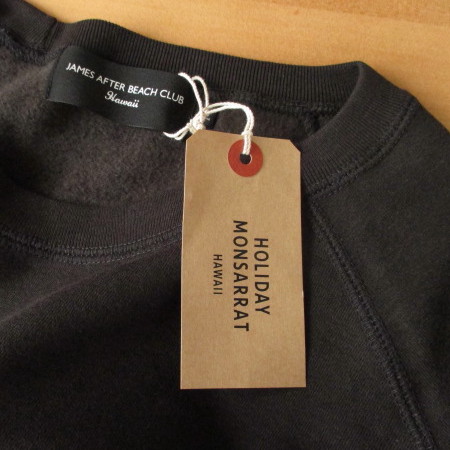 JAMES AFTER BEACH CLUB
Hawaii
HOLIDAY
MONSARRAT
HAWAII